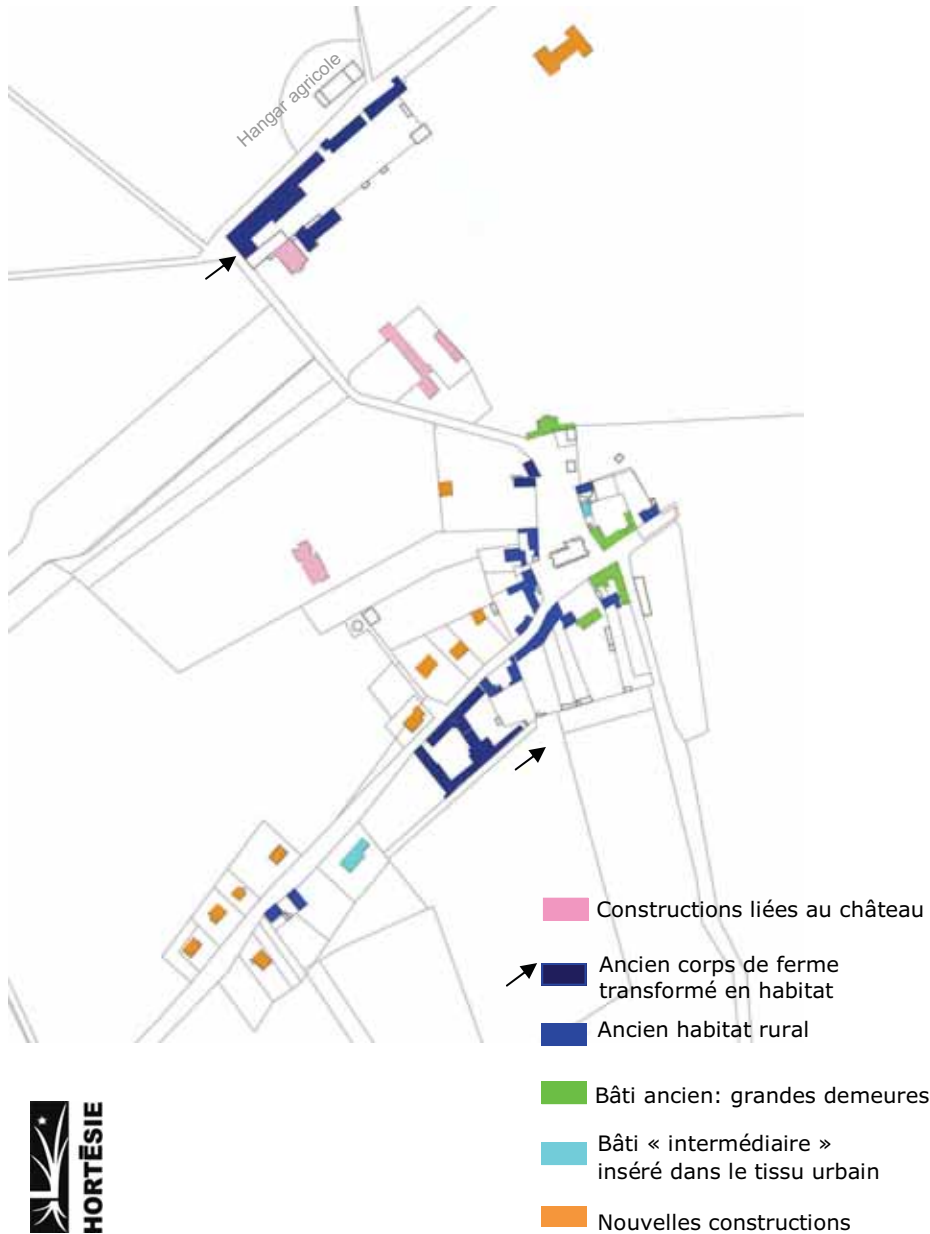 Hangar agricole
Constructions liées au château
Ancien corps de ferme
transformé en habitat
Ancien habitat rural
Bâti ancien: grandes demeures
Bâti « intermédiaire »
inséré dans le tissu urbain
Nouvelles constructions
HORTĒSIE